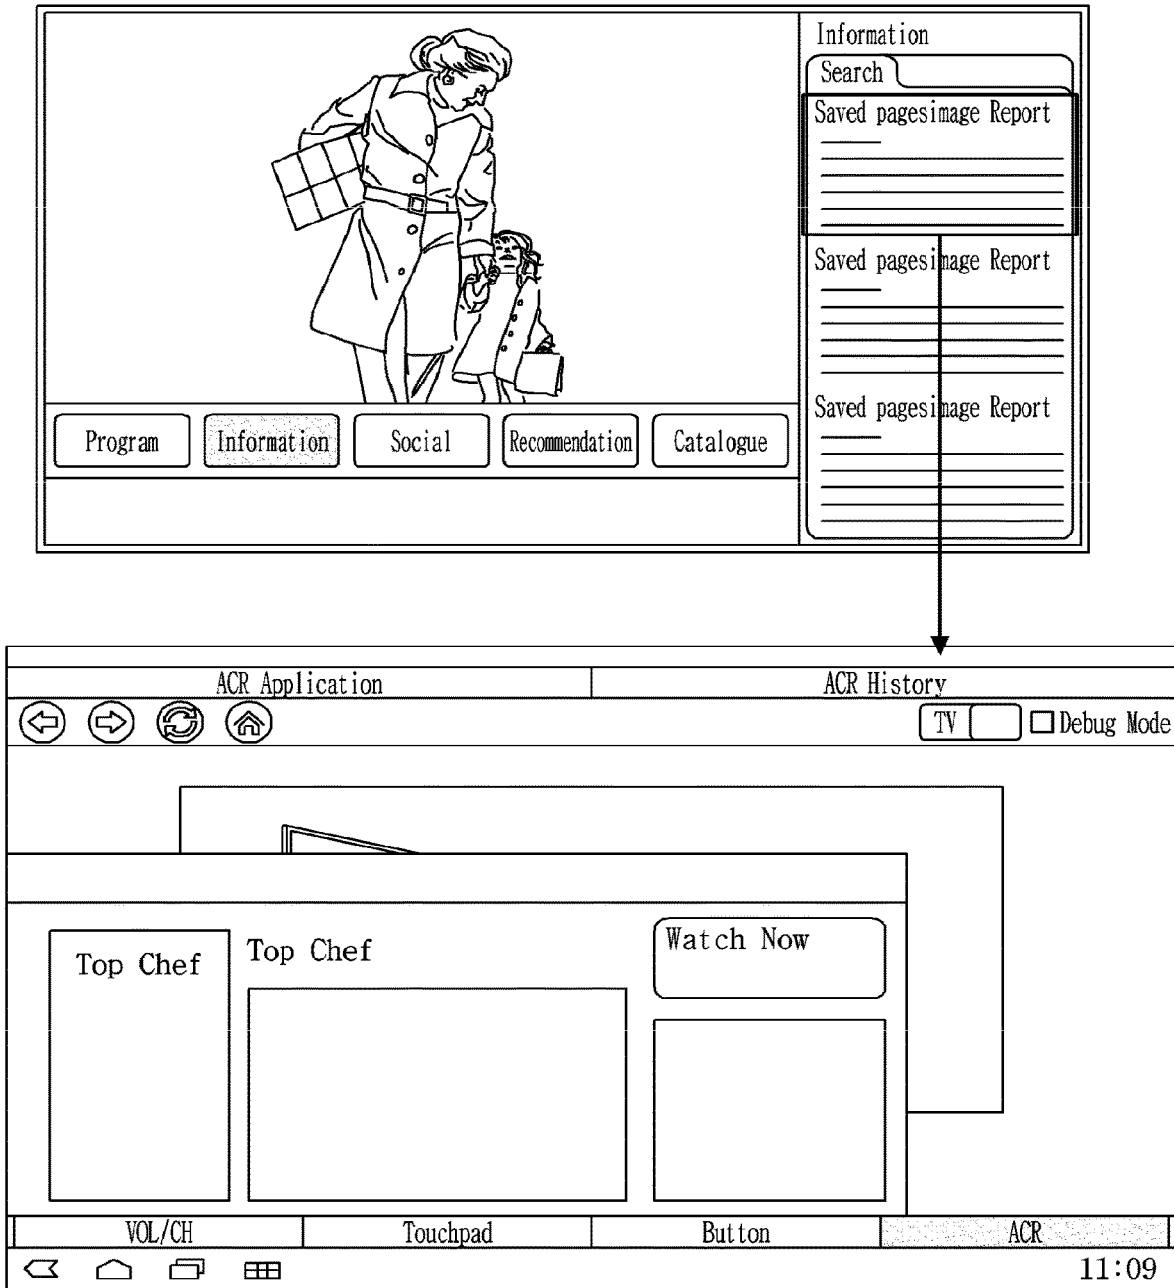 Information
Search
Saved pagesimage Report
Saved pagesimage Report
Saved pagesimage Report
Program Information Social Recommendation Catalogue
ACR Application ACR History
TV Debug Mode
Top Chef Top Chef Watch Now
VOL/CH Touchpad Button ACR
11:09